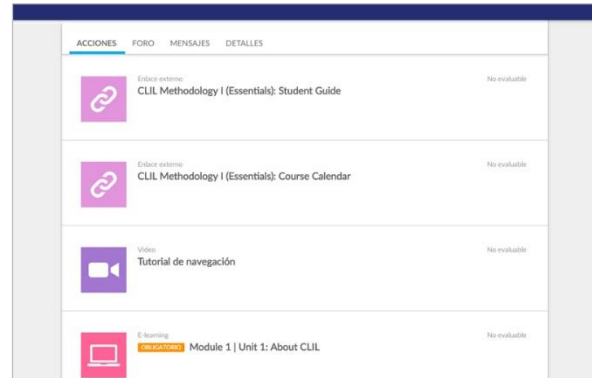 ACCIONES FORO MENSAJES DETALLES
Enlace externo No evaluable
CLIL Methodology I (Essentials): Student Guide
Enlace externo No evaluable
CLIL Methodology I (Essentials): Course Calendar
Video No evaluable
Tutorial de navegación
E-learning No evaluable
OBLIGATORIO Module 1 | Unit 1: About CLIL